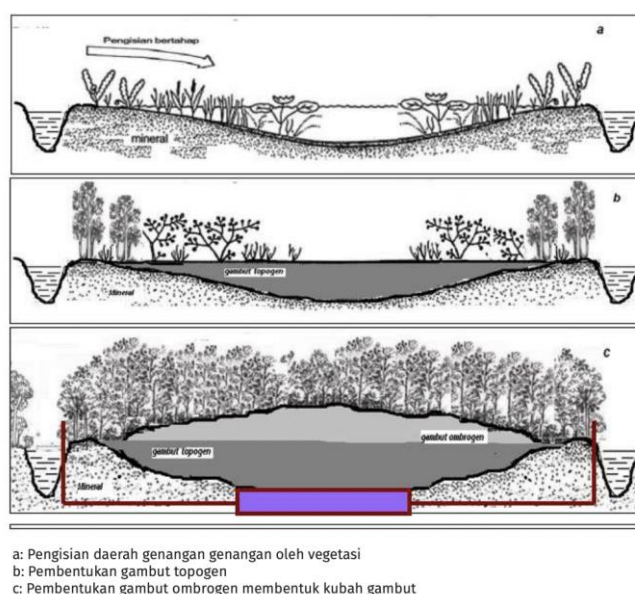 Pengisian bertahap
a
mineral
b
gambut topogen
Mineral
c
gambut ombrogen
gambut topogen
Mineral
a: Pengisian daerah genangan genangan oleh vegetasi
b: Pembentukan gambut topogen
c: Pembentukan gambut ombrogen membentuk kubah gambut